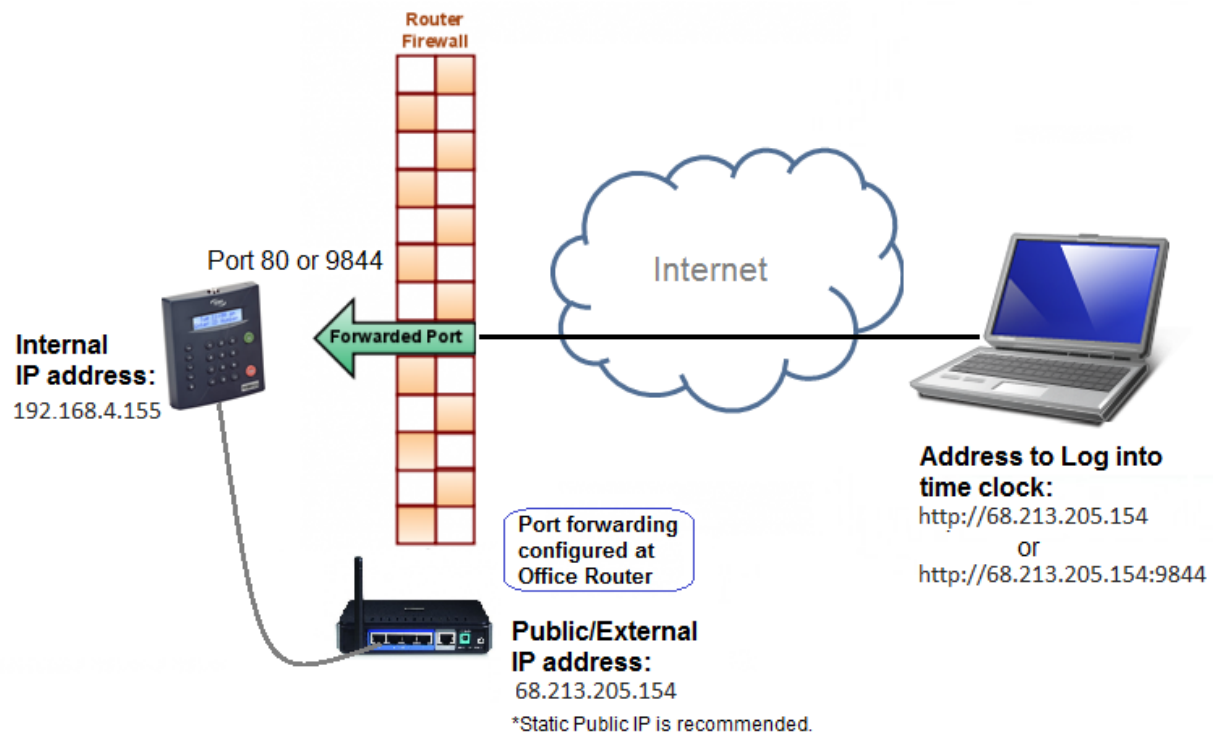 Router
Firewall
Port 80 or 9844
Internet
Forwarded Port
Internal
IP address:
192.168.4.155
Address to Log into
time clock:
http://68.213.205.154
or
http://68.213.205.154:9844
Port forwarding
configured at
Office Router
Public/External
IP address:
68.213.205.154
*Static Public IP is recommended.